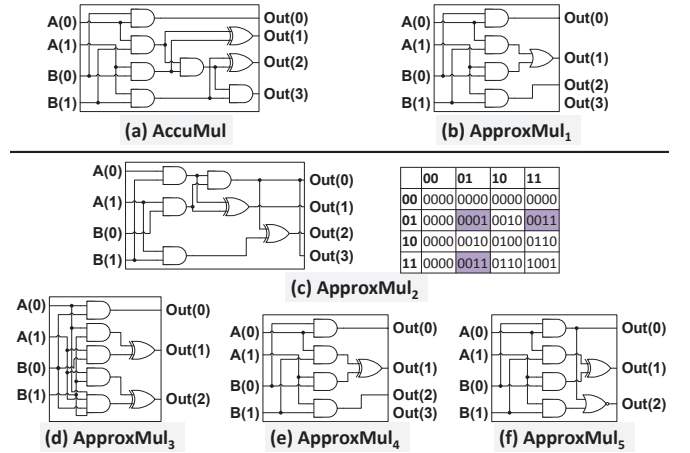 A(0)
A(1)
B(0)
B(1)
Out(0)
Out(1)
Out(2)
Out(3)
(a) AccuMul
A(0)
A(1)
B(0)
B(1)
Out(0)
Out(1)
Out(2)
Out(3)
(b) ApproxMul₁
A(0)
A(1)
B(0)
B(1)
Out(0)
Out(1)
Out(2)
Out(3)
00 01 10 11
00 0000 0000 0000 0000
01 0000 0001 0010 0011
10 0000 0010 0100 0110
11 0000 0011 0110 1001
(c) ApproxMul₂
A(0)
A(1)
B(0)
B(1)
Out(0)
Out(1)
Out(2)
(d) ApproxMul₃
A(0)
A(1)
B(0)
B(1)
Out(0)
Out(1)
Out(2)
Out(3)
(e) ApproxMul₄
A(0)
A(1)
B(0)
B(1)
Out(0)
Out(1)
Out(2)
(f) ApproxMul₅